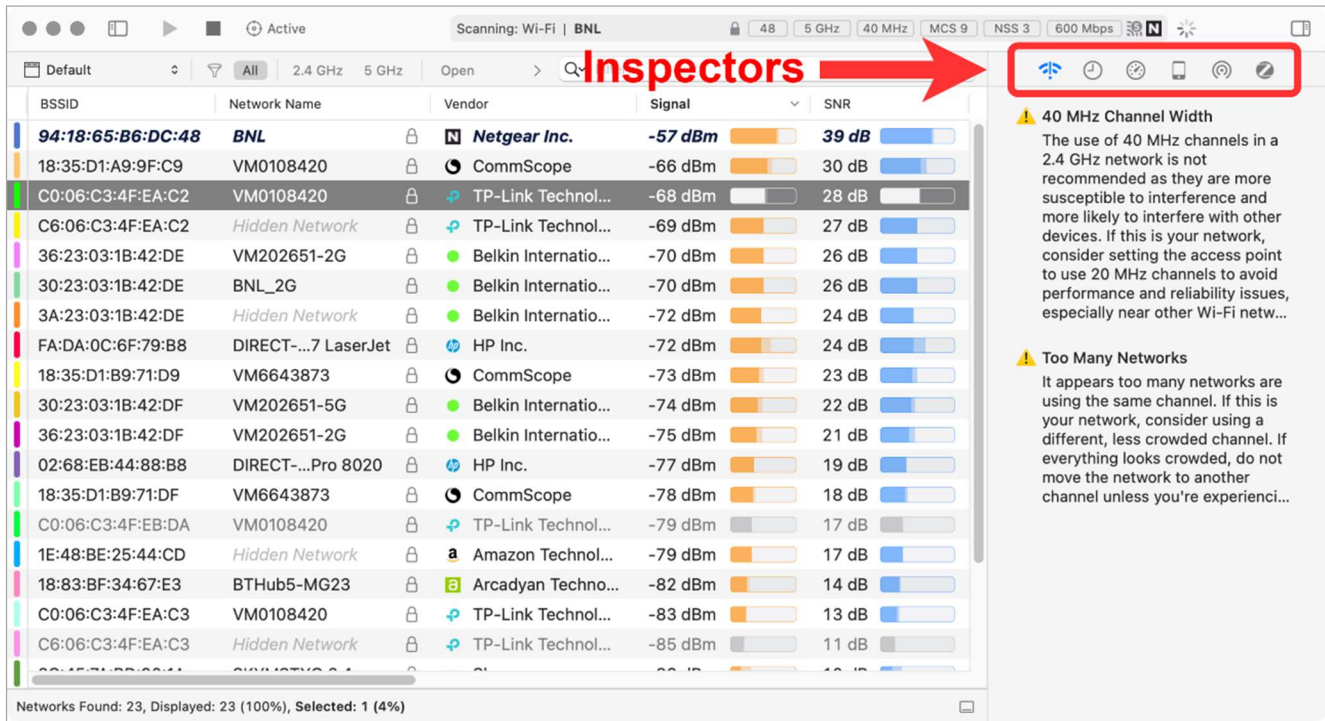 Active
Scanning: Wi-Fi | BNL
48 5 GHz 40 MHz MCS 9 NSS 3 600 Mbps
Default
All 2.4 GHz 5 GHz Open
Inspectors
BSSID Network Name Vendor Signal SNR
94:18:65:B6:DC:48 BNL Netgear Inc. -57 dBm 39 dB
18:35:D1:A9:9F:C9 VM0108420 CommScope -66 dBm 30 dB
C0:06:C3:4F:EA:C2 VM0108420 TP-Link Technol... -68 dBm 28 dB
C6:06:C3:4F:EA:C2 Hidden Network TP-Link Technol... -69 dBm 27 dB
36:23:03:1B:42:DE VM202651-2G Belkin Internatio... -70 dBm 26 dB
30:23:03:1B:42:DE BNL_2G Belkin Internatio... -70 dBm 26 dB
3A:23:03:1B:42:DE Hidden Network Belkin Internatio... -72 dBm 24 dB
FA:DA:0C:6F:79:B8 DIRECT-...7 LaserJet HP Inc. -72 dBm 24 dB
18:35:D1:B9:71:D9 VM6643873 CommScope -73 dBm 23 dB
30:23:03:1B:42:DF VM202651-5G Belkin Internatio... -74 dBm 22 dB
36:23:03:1B:42:DF VM202651-2G Belkin Internatio... -75 dBm 21 dB
02:68:EB:44:88:B8 DIRECT-...Pro 8020 HP Inc. -77 dBm 19 dB
18:35:D1:B9:71:DF VM6643873 CommScope -78 dBm 18 dB
C0:06:C3:4F:EB:DA VM0108420 TP-Link Technol... -79 dBm 17 dB
1E:48:BE:25:44:CD Hidden Network Amazon Technol... -79 dBm 17 dB
18:83:BF:34:67:E3 BTHub5-MG23 Arcadyan Techno... -82 dBm 14 dB
C0:06:C3:4F:EA:C3 VM0108420 TP-Link Technol... -83 dBm 13 dB
C6:06:C3:4F:EA:C3 Hidden Network TP-Link Technol... -85 dBm 11 dB
Networks Found: 23, Displayed: 23 (100%), Selected: 1 (4%)
40 MHz Channel Width
The use of 40 MHz channels in a
2.4 GHz network is not
recommended as they are more
susceptible to interference and
more likely to interfere with other
devices. If this is your network,
consider setting the access point
to use 20 MHz channels to avoid
performance and reliability issues,
especially near other Wi-Fi netw...
Too Many Networks
It appears too many networks are
using the same channel. If this is
your network, consider using a
different, less crowded channel. If
everything looks crowded, do not
move the network to another
channel unless you're experienci...